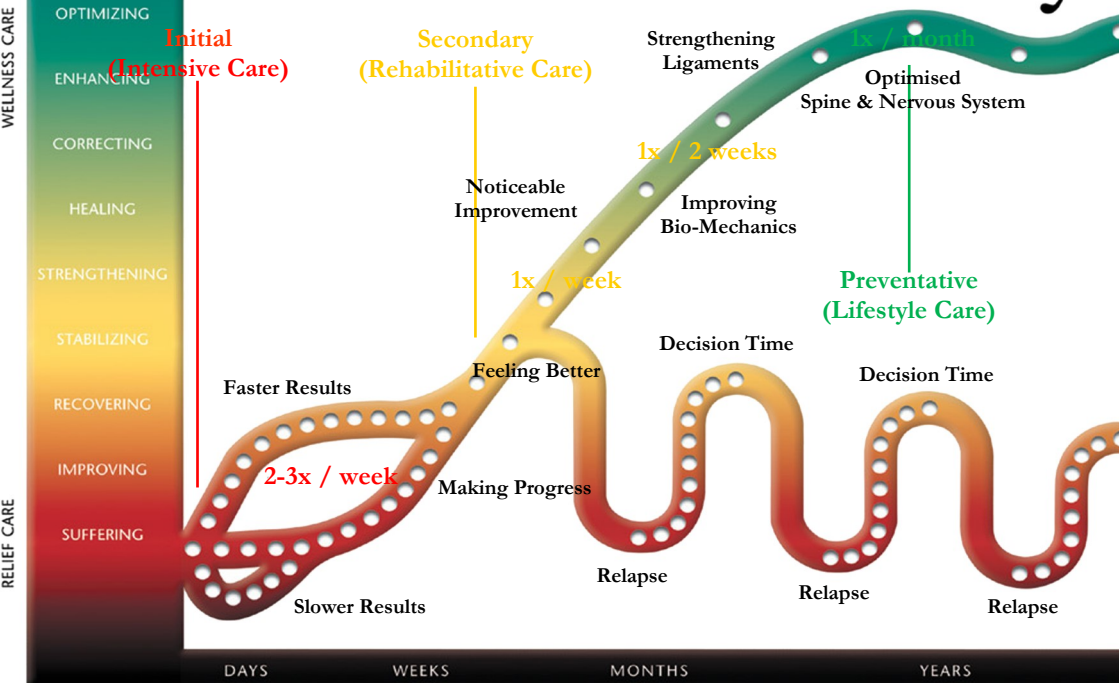 WELLNESS CARE
RELIEF CARE
OPTIMIZING
ENHANCING
CORRECTING
HEALING
STRENGTHENING
STABILIZING
RECOVERING
IMPROVING
SUFFERING
Initial
(Intensive Care)
Secondary
(Rehabilitative Care)
Strengthening
Ligaments
1x / month
Optimised
Spine & Nervous System
1x / 2 weeks
Noticeable
Improvement
Improving
Bio-Mechanics
1x / week
Preventative
(Lifestyle Care)
Decision Time
Decision Time
Feeling Better
Faster Results
2-3x / week
Making Progress
Relapse
Relapse
Relapse
Slower Results
DAYS
WEEKS
MONTHS
YEARS